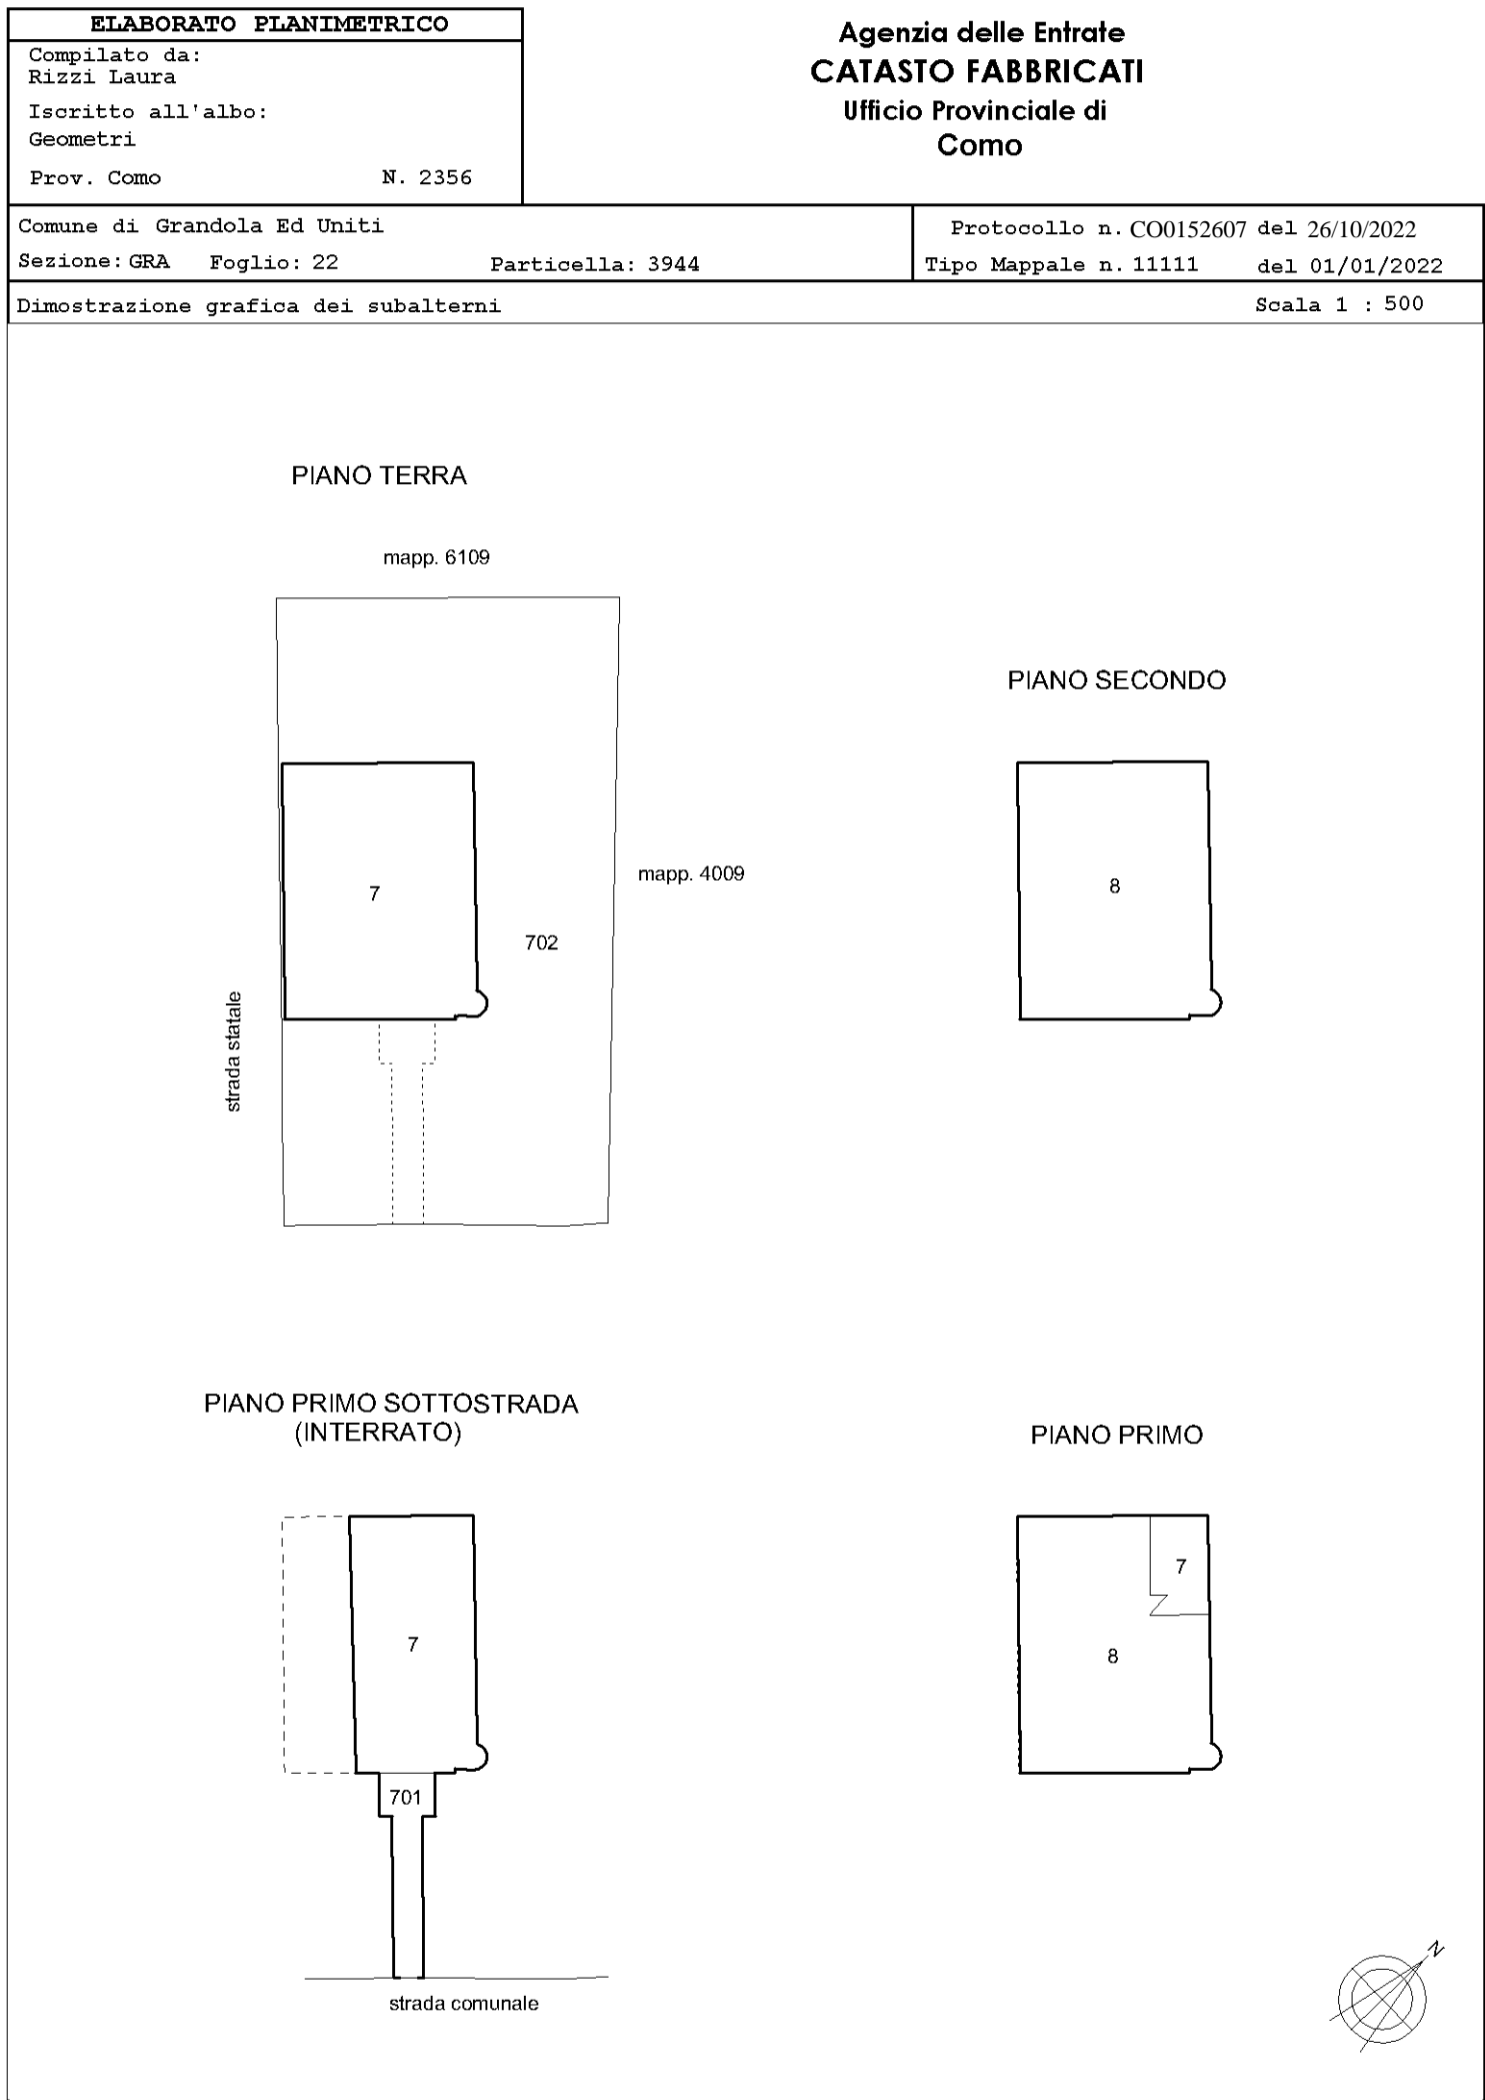 ELABORATO PLANIMETRICO
Compilato da:
Rizzi Laura
Iscritto all'albo:
Geometri
Prov. Como N. 2356
Agenzia delle Entrate
CATASTO FABBRICATI
Ufficio Provinciale di
Como
Comune di Grandola Ed Uniti
Sezione: GRA Foglio: 22 Particella: 3944
Protocollo n. CO0152607 del 26/10/2022
Tipo Mappale n. 11111 del 01/01/2022
Dimostrazione grafica dei subalterni Scala 1 : 500
PIANO TERRA
mapp. 6109
7
702
mapp. 4009
strada statale
PIANO SECONDO
8
PIANO PRIMO SOTTOSTRADA
(INTERRATO)
7
701
strada comunale
PIANO PRIMO
7
8
N